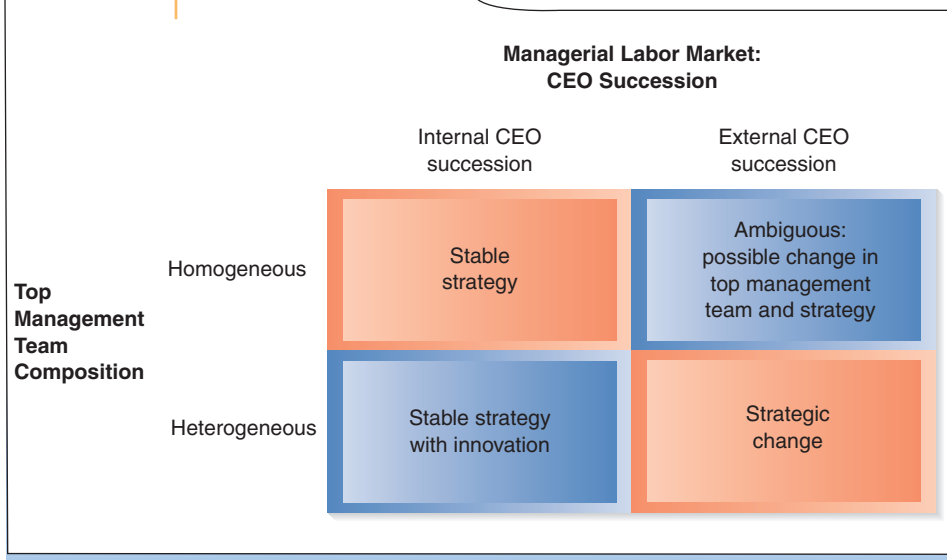 Managerial Labor Market:
CEO Succession
Internal CEO
succession
External CEO
succession
Top
Management
Team
Composition
Homogeneous
Stable
strategy
Ambiguous:
possible change in
top management
team and strategy
Heterogeneous
Stable strategy
with innovation
Strategic
change